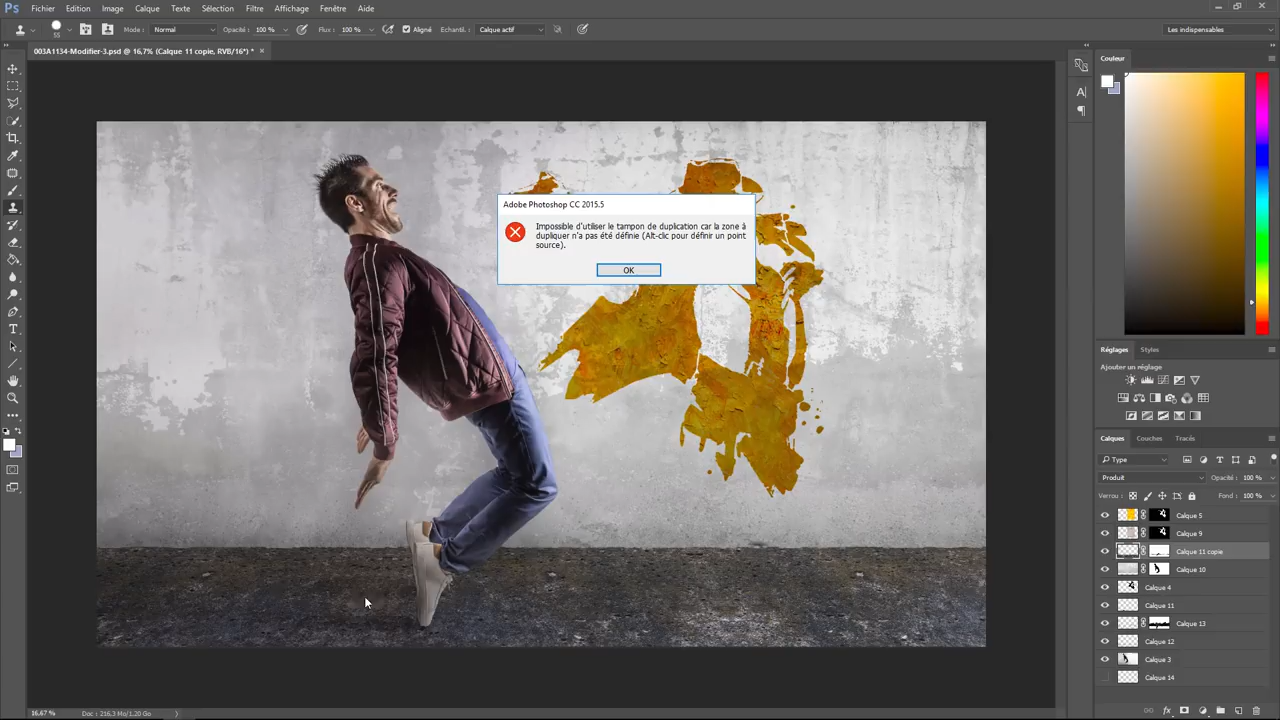 Ps Fichier Edition Image Calque Texte Sélection Filtre Affichage Fenêtre Aide
55 Mode : Normal Opacité : 100 % Flux : 100 % Aligné Echantil. : Calque actif Les indispensables
003A1134-Modifier-3.psd @ 16,7% (Calque 11 copie, RVB/16*) * ×
Couleur
Adobe Photoshop CC 2015.5
Impossible d'utiliser le tampon de duplication car la zone à
dupliquer n'a pas été définie (Alt-clic pour définir un point
source).
OK
Réglages Styles
Ajouter un réglage
Calques Couches Tracés
Type
Produit Opacité : 100 %
Verrou : Fond : 100 %
Calque 5
Calque 9
Calque 11 copie
Calque 10
Calque 4
Calque 11
Calque 13
Calque 12
Calque 3
Calque 14
16.67 % Doc : 216.3 Mo/1.20 Go